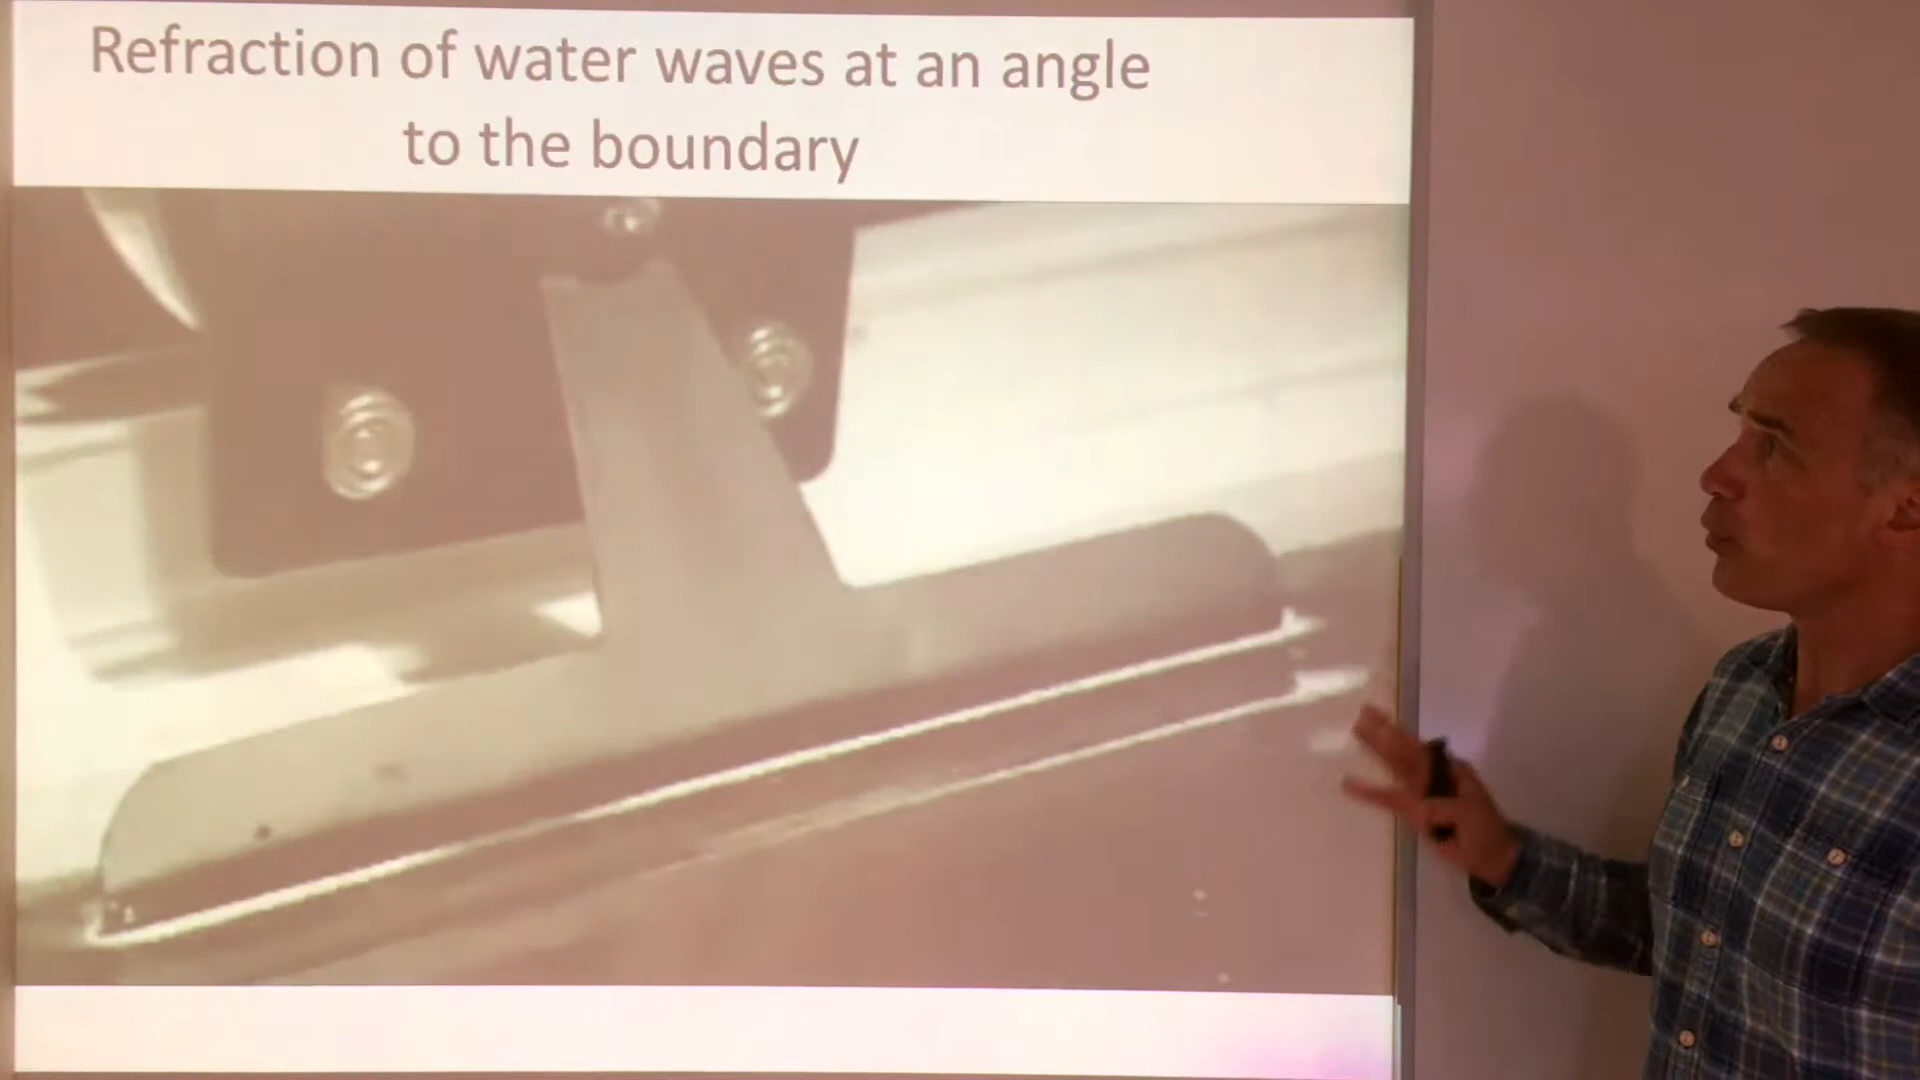 Refraction of water waves at an angle
to the boundary